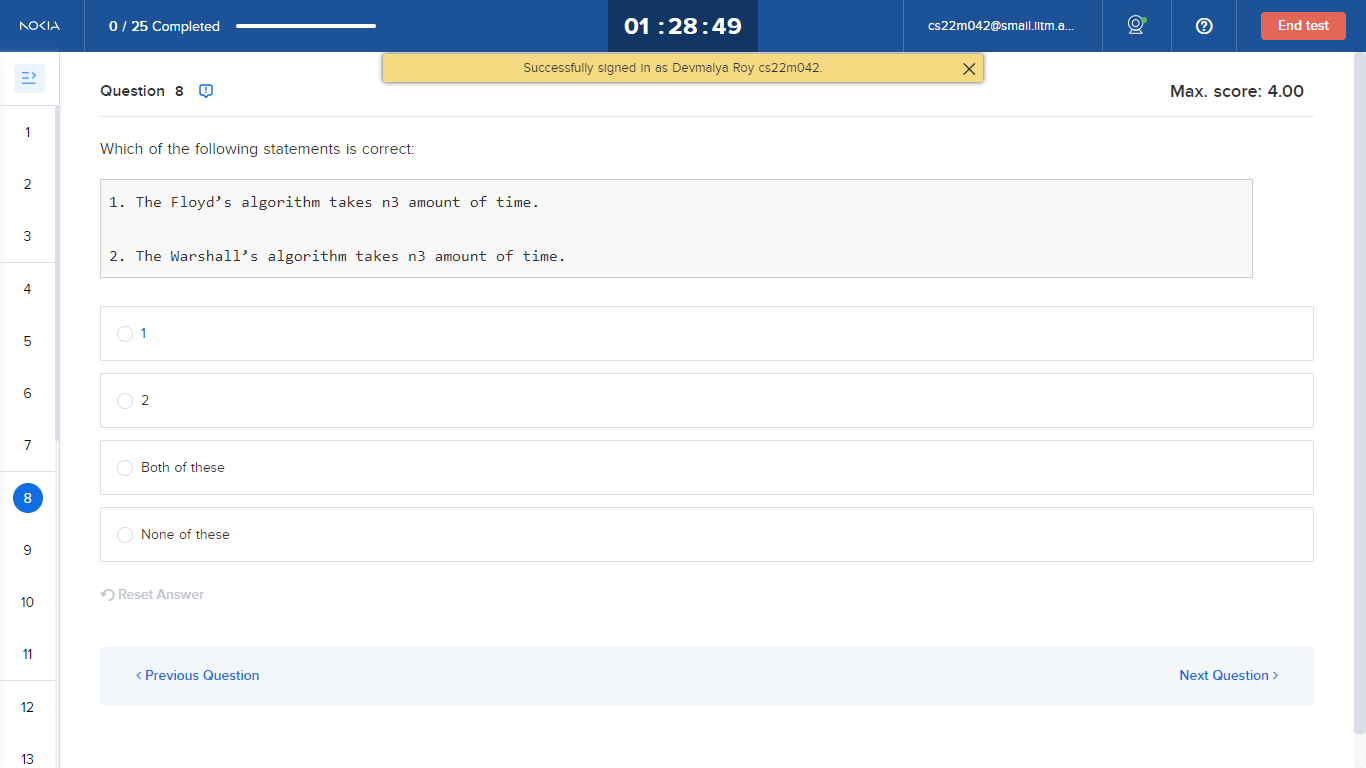 NOKIA
0 / 25 Completed
01 : 28 : 49
cs22m042@smail.iitm.a...
End test
Successfully signed in as Devmalya Roy cs22m042.
Question 8
Max. score: 4.00
Which of the following statements is correct:
1. The Floyd’s algorithm takes n3 amount of time.
2. The Warshall’s algorithm takes n3 amount of time.
1
2
Both of these
None of these
Reset Answer
< Previous Question
Next Question >
1
2
3
4
5
6
7
8
9
10
11
12
13